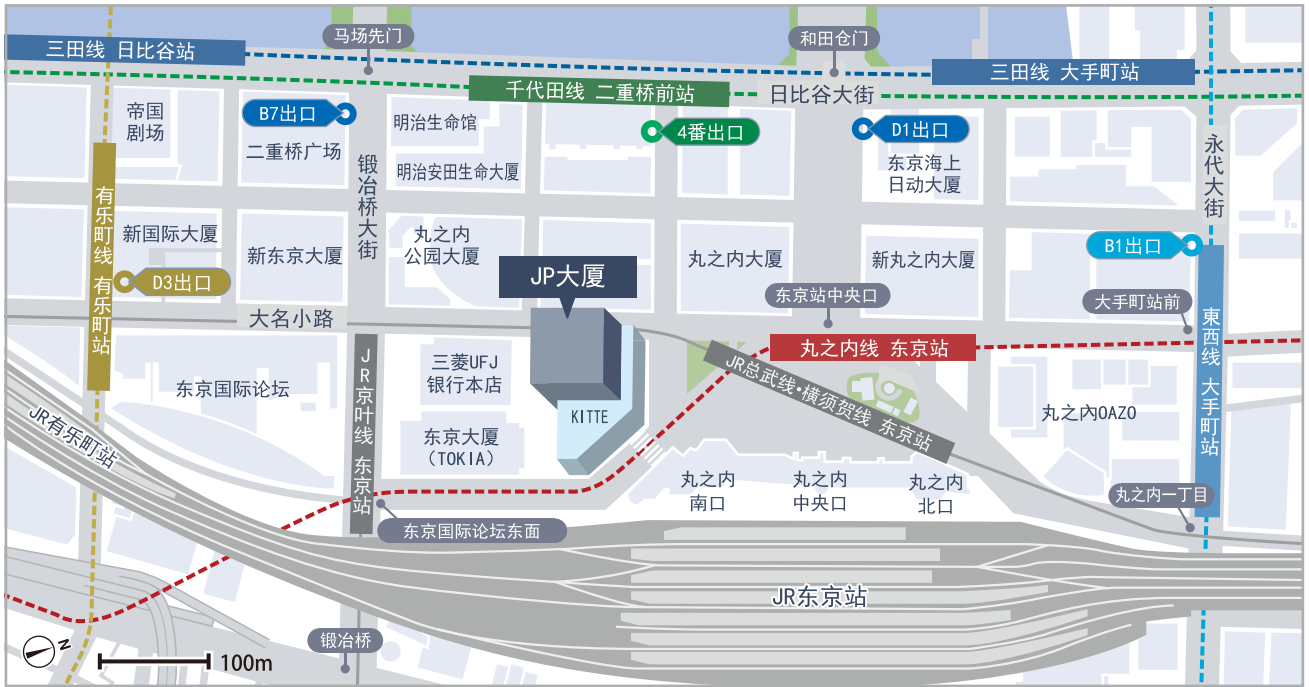 马场先门
和田仓门
三田线 日比谷站
三田线 大手町站
千代田线 二重桥前站
日比谷大街
帝国
剧场
B7出口
二重桥广场
明治生命馆
明治安田生命大厦
4番出口
D1出口
东京海上
日动大厦
永代大街
锻冶桥大街
有乐町线 有乐町站
新国际大厦
新东京大厦
丸之内
公园大厦
丸之内大厦
新丸之内大厦
B1出口
D3出口
JP大厦
东京站中央口
大手町站前
大名小路
丸之内线 东京站
東西线 大手町站
JR京叶线 东京站
三菱UFJ
银行本店
JR总武线·横须贺线 东京站
东京国际论坛
KITTE
丸之內OAZO
JR有乐町站
东京大厦
(TOKIA)
丸之内
南口
丸之内
中央口
丸之内
北口
丸之内一丁目
东京国际论坛东面
JR东京站
锻冶桥
N
100m